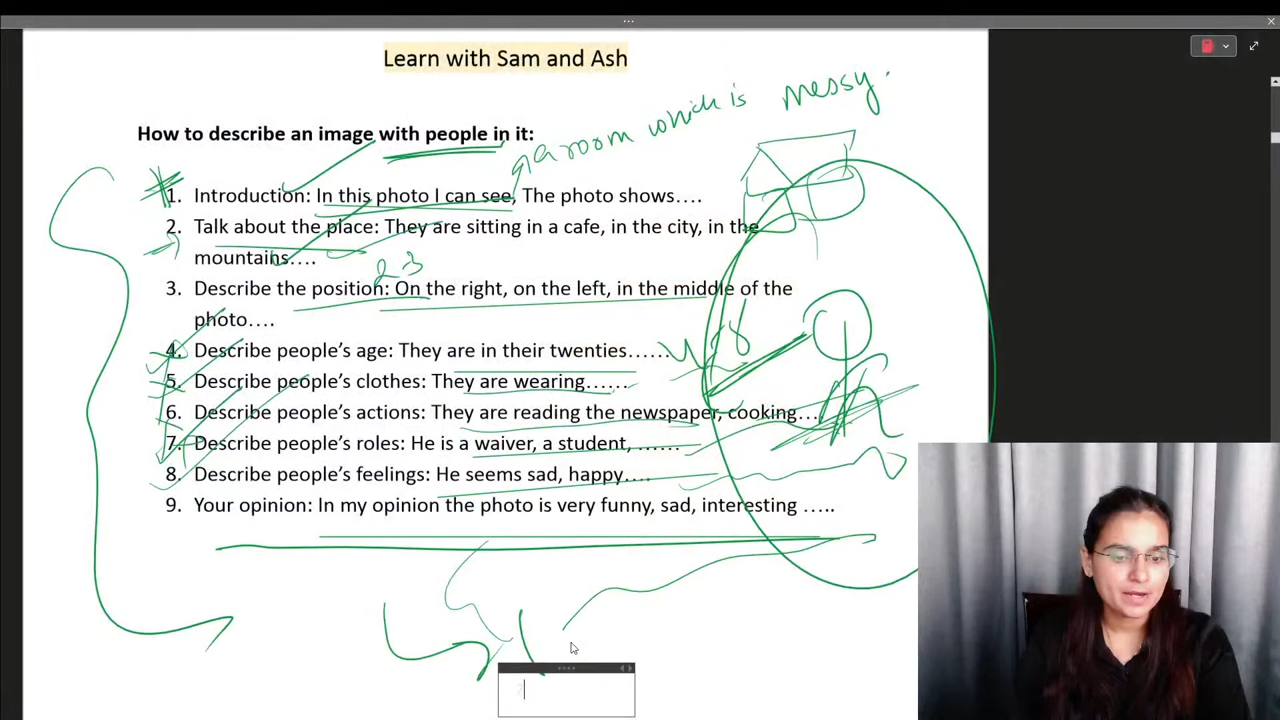 Learn with Sam and Ash
a room which is messy.
How to describe an image with people in it:
1. Introduction: In this photo I can see, The photo shows….
2. Talk about the place: They are sitting in a cafe, in the city, in the
mountains….
23
3. Describe the position: On the right, on the left, in the middle of the
photo….
4. Describe people’s age: They are in their twenties……
5. Describe people’s clothes: They are wearing……
6. Describe people’s actions: They are reading the newspaper, cooking…
7. Describe people’s roles: He is a waiver, a student, ……
8. Describe people’s feelings: He seems sad, happy….
9. Your opinion: In my opinion the photo is very funny, sad, interesting …..